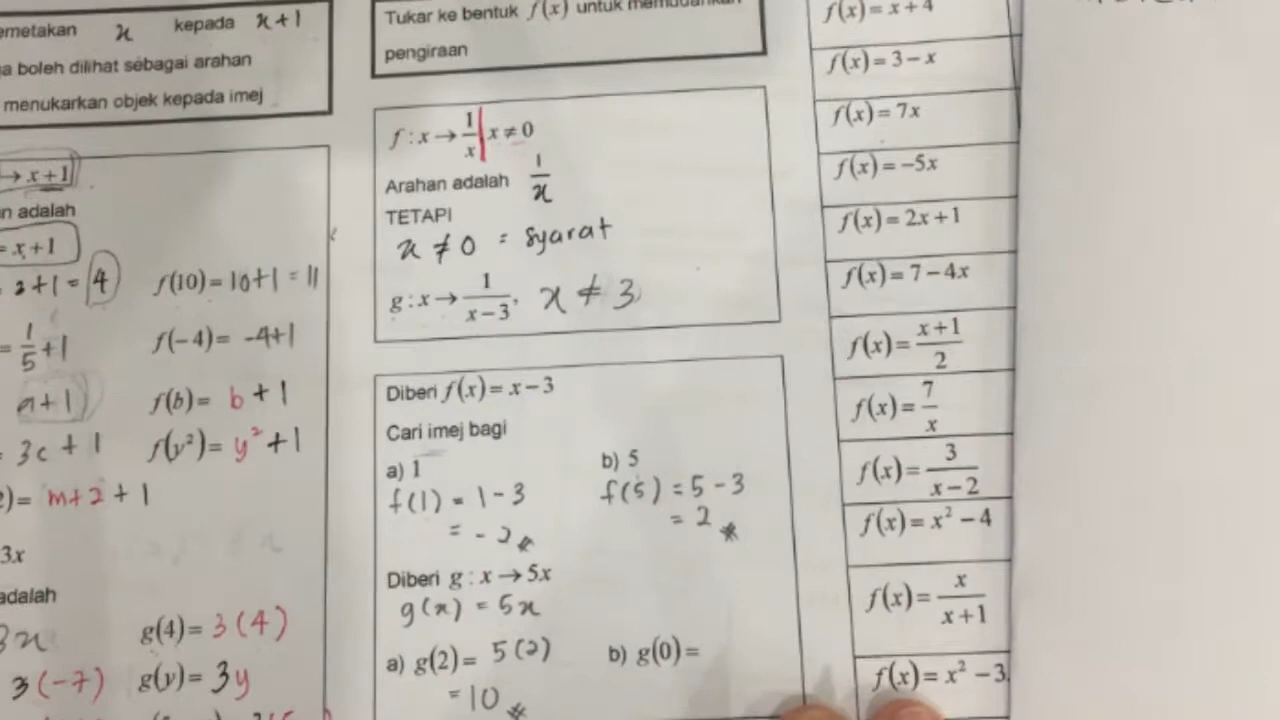 emetakan x kepada x+1
a boleh dilihat sebagai arahan
menukarkan objek kepada imej
→ x+1
n adalah
= x+1
3+1 = 4 f(10)= 10+1 = 11
= 1/5 +1 f(-4)= -4+1
a+1 f(b)= b + 1
3c + 1 f(y²)= y² + 1
)= m+2 + 1
3x
adalah
3x g(4)= 3(4)
3(-7) g(y)= 3y
Tukar ke bentuk f(x) untuk memudahkan
pengiraan
f : x → 1/x | x ≠ 0
Arahan adalah 1/x
TETAPI
x ≠ 0 = syarat
g : x → 1/(x-3), x ≠ 3
Diberi f(x)= x-3
Cari imej bagi
a) 1 b) 5
f(1) = 1-3 f(5) = 5-3
= -2 = 2
Diberi g : x → 5x
g(x) = 5x
a) g(2)= 5(2) b) g(0)=
= 10
f(x)= x+4
f(x)= 3-x
f(x)= 7x
f(x)= -5x
f(x)= 2x+1
f(x)= 7-4x
f(x)= (x+1)/2
f(x)= 7/x
f(x)= 3/(x-2)
f(x)= x² -4
f(x)= x/(x+1)
f(x)= x² -3